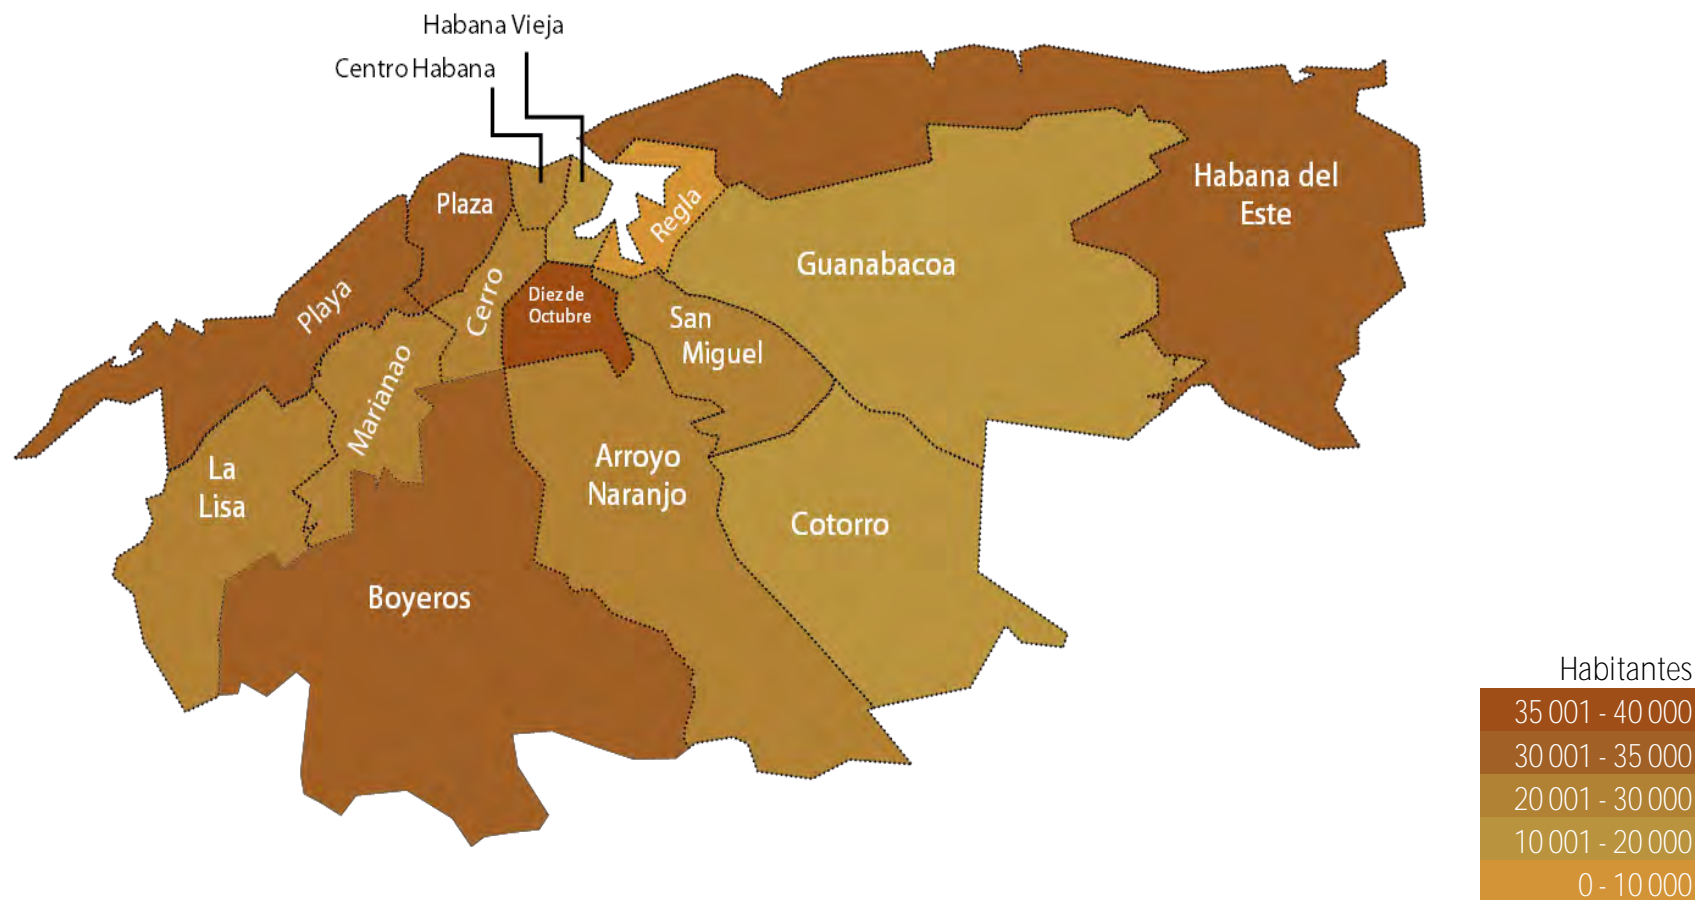 Habana Vieja
Centro Habana
Habana del
Este
Plaza
Regla
Guanabacoa
Playa
Cerro
Diez de
Octubre
San
Miguel
Marianao
La
Lisa
Arroyo
Naranjo
Cotorro
Boyeros
Habitantes
35 001 - 40 000
30 001 - 35 000
20 001 - 30 000
10 001 - 20 000
0 - 10 000